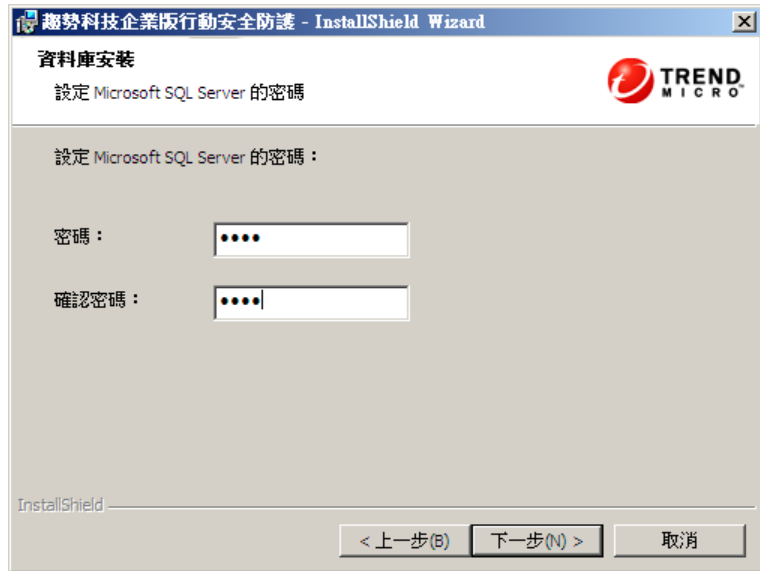 趨勢科技企業版行動安全防護 - InstallShield Wizard
資料庫安裝
設定 Microsoft SQL Server 的密碼
TREND
MICRO
設定 Microsoft SQL Server 的密碼：
密碼：
••••
確認密碼：
••••
InstallShield
< 上一步(B) 下一步(N) > 取消